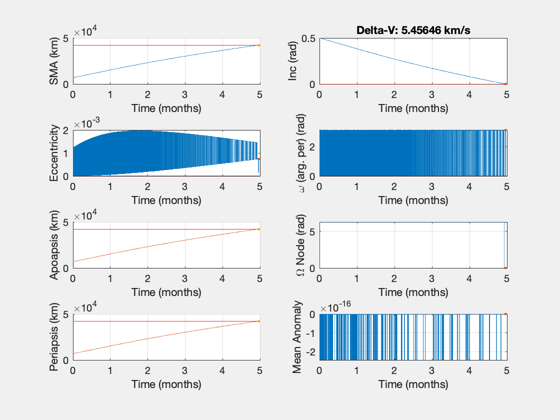 Delta-V: 5.45646 km/s
×10^4
5
0
SMA (km)
0 1 2 3 4 5
Time (months)
0.5
0
Inc (rad)
0 1 2 3 4 5
Time (months)
×10^-3
2
1
0
Eccentricity
0 1 2 3 4 5
Time (months)
2
0
ω (arg. per) (rad)
0 1 2 3 4 5
Time (months)
×10^4
5
0
Apoapsis (km)
0 1 2 3 4 5
Time (months)
5
0
Ω Node (rad)
0 1 2 3 4 5
Time (months)
×10^4
5
0
Periapsis (km)
0 1 2 3 4 5
Time (months)
×10^-16
0
-1
-2
Mean Anomaly
0 1 2 3 4 5
Time (months)